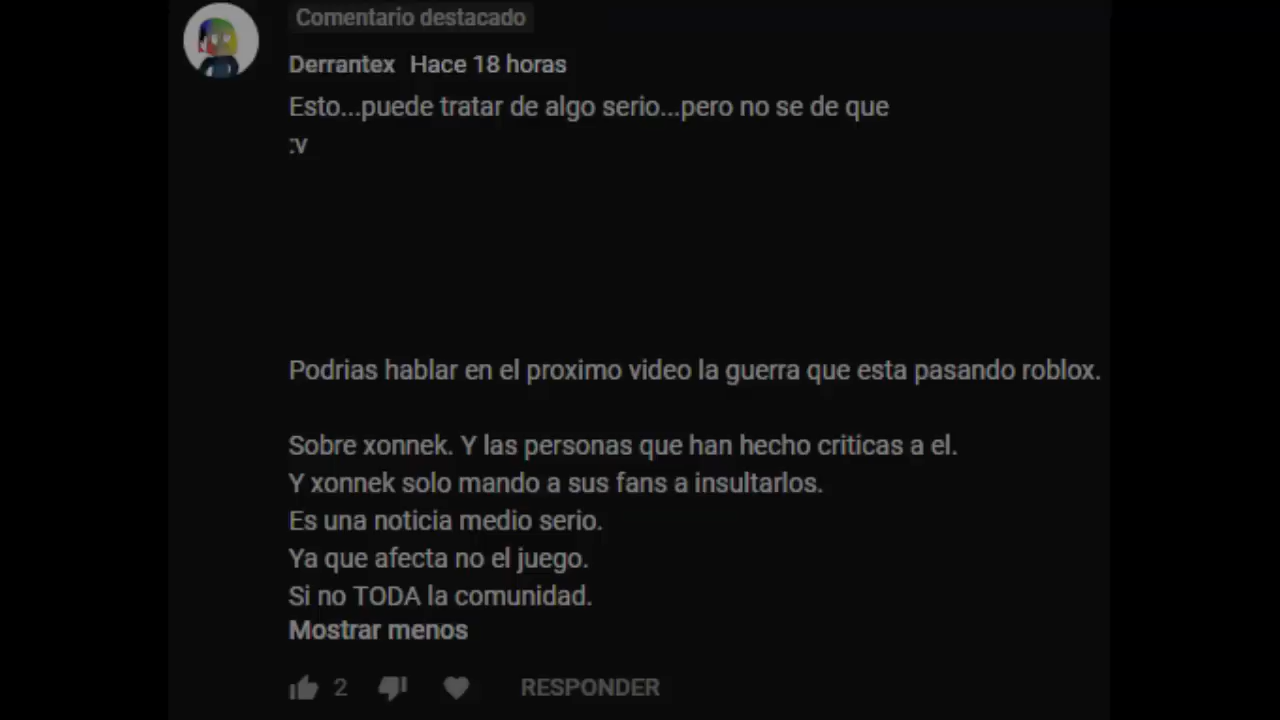 Comentario destacado
Derrantex Hace 18 horas
Esto...puede tratar de algo serio...pero no se de que
:v
Podrias hablar en el proximo video la guerra que esta pasando roblox.
Sobre xonnek. Y las personas que han hecho criticas a el.
Y xonnek solo mando a sus fans a insultarlos.
Es una noticia medio serio.
Ya que afecta no el juego.
Si no TODA la comunidad.
Mostrar menos
2 RESPONDER